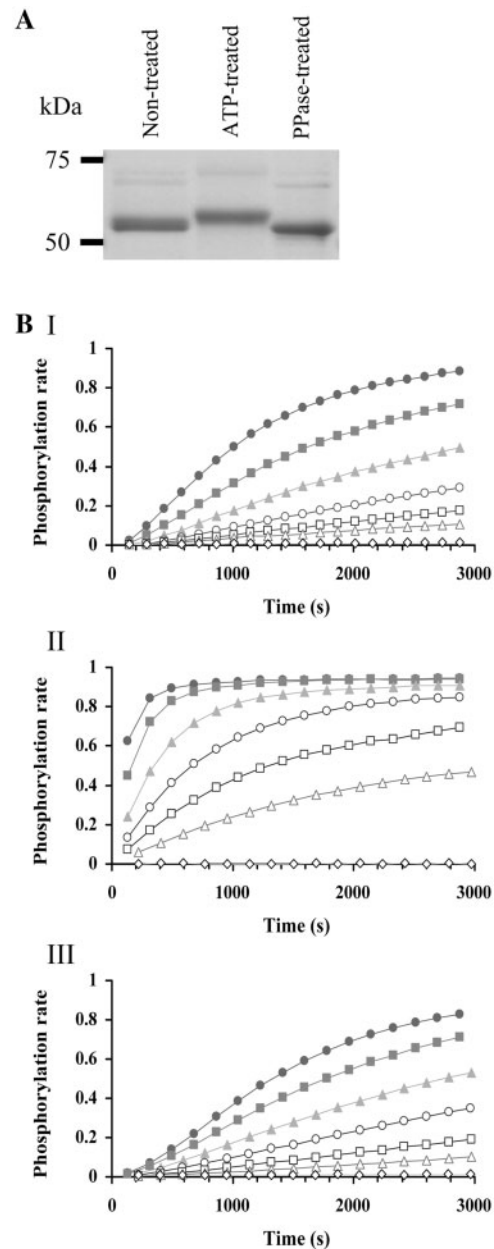 A
kDa
Non-treated
ATP-treated
PPase-treated
75
50
B I
Phosphorylation rate
1
0.8
0.6
0.4
0.2
0
0 1000 2000 3000
Time (s)
II
Phosphorylation rate
1
0.8
0.6
0.4
0.2
0
0 1000 2000 3000
Time (s)
III
Phosphorylation rate
1
0.8
0.6
0.4
0.2
0
0 1000 2000 3000
Time (s)